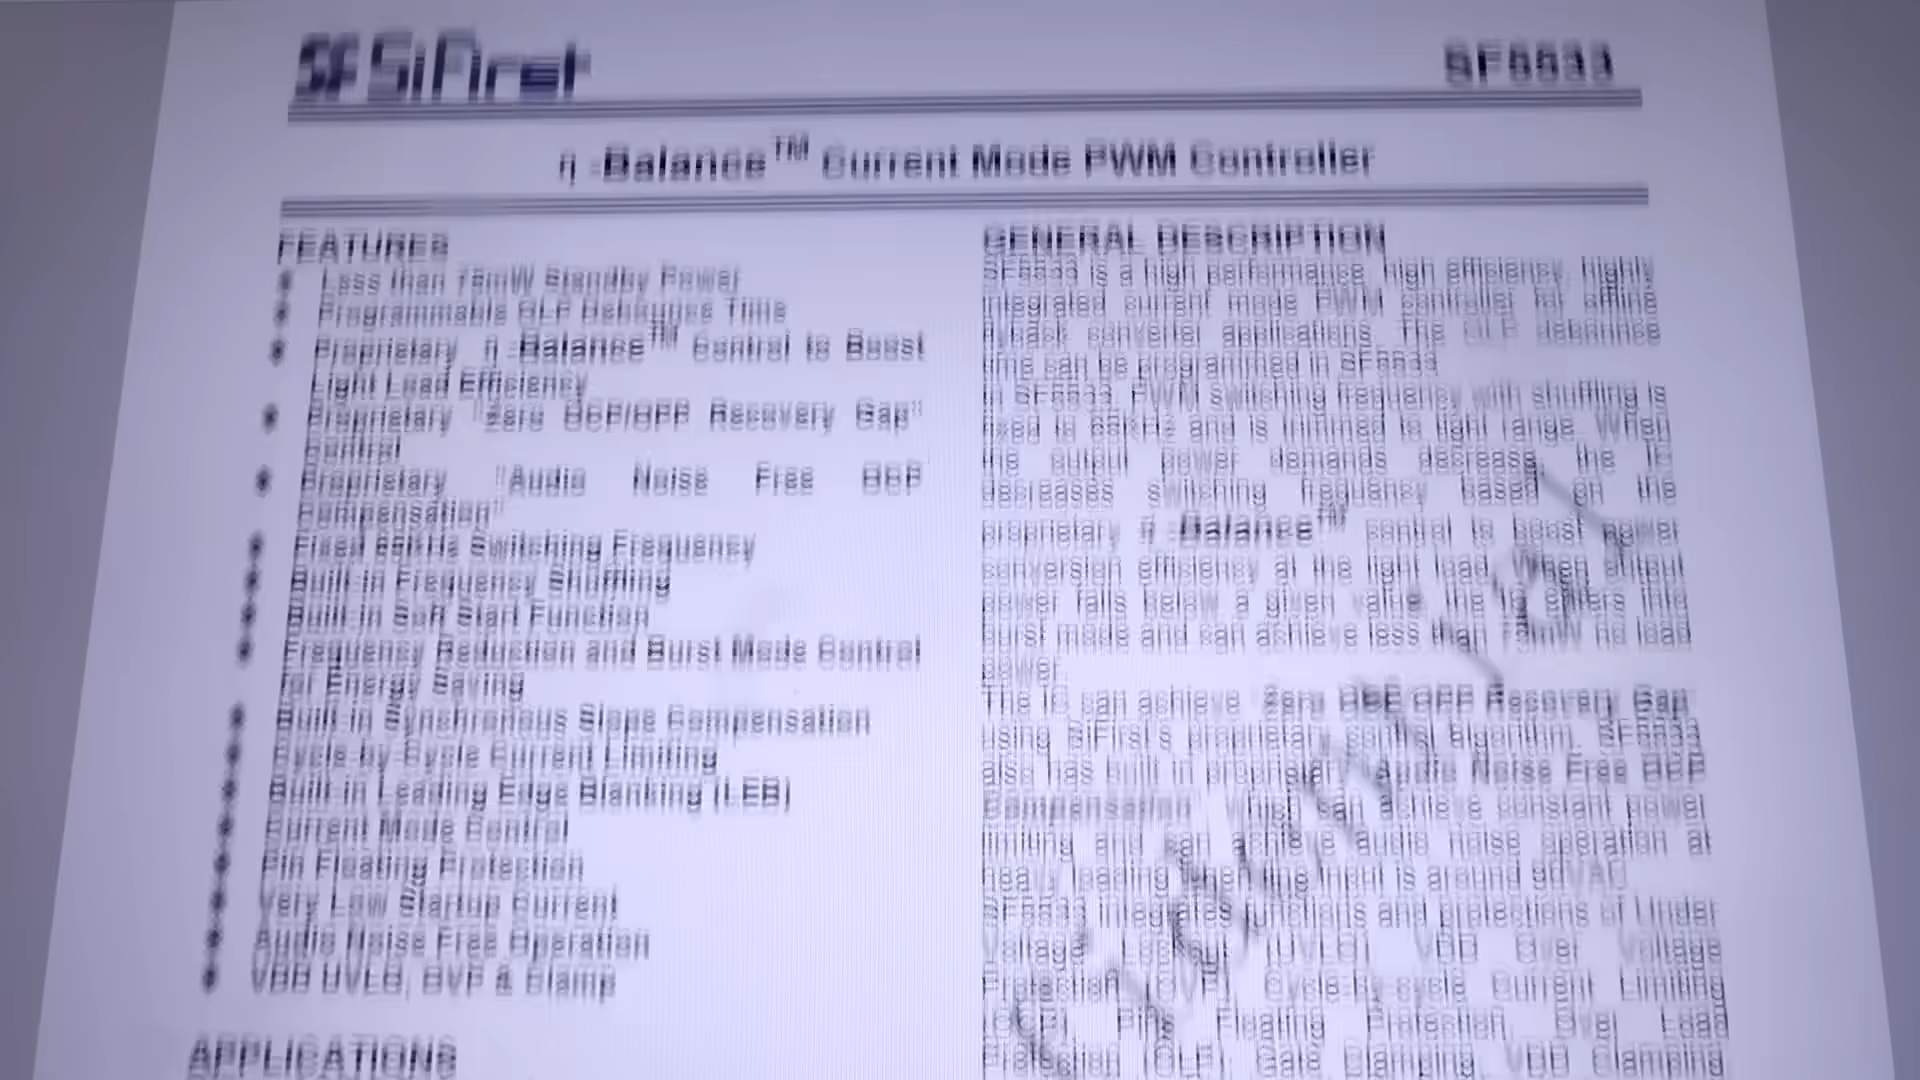 SiFirst
SF5533
η-Balance™ Current Mode PWM Controller
FEATURES
Less than 75mW Standby Power
Programmable OLP Debounce Time
Proprietary η-Balance™ Control to Boost
Light Load Efficiency
Proprietary "Zero OCP/OPP Recovery Gap"
Control
Proprietary "Audio Noise Free OCP
Compensation"
Fixed 65KHz Switching Frequency
Built-in Frequency Shuffling
Built-in Soft Start Function
Frequency Reduction and Burst Mode Control
for Energy Saving
Built-in Synchronous Slope Compensation
Cycle-by-Cycle Current Limiting
Built-in Leading Edge Blanking (LEB)
Current Mode Control
Pin Floating Protection
Very Low Startup Current
Audio Noise Free Operation
VDD UVLO, OVP & Clamp
APPLICATIONS
GENERAL DESCRIPTION
SF5533 is a high performance, high efficiency, highly
integrated current mode PWM controller for offline
flyback converter applications. The OLP debounce
time can be programmed in SF5533.
In SF5533, PWM switching frequency with shuffling is
fixed to 65KHz and is trimmed to tight range. When
the output power demands decrease, the IC
decreases switching frequency based on the
proprietary η-Balance™ control to boost power
conversion efficiency at the light load. When output
power falls below a given value, the IC enters into
burst mode and can achieve less than 75mW no load
power.
The IC can achieve "Zero OCP/OPP Recovery Gap"
using SiFirst's proprietary control algorithm. SF5533
also has built-in proprietary "Audio Noise Free OCP
Compensation", which can achieve constant power
limiting and can achieve audio noise operation at
heavy loading when line input is around 90VAC.
SF5533 integrates functions and protections of Under
Voltage Lockout (UVLO), VDD Over Voltage
Protection (OVP), Cycle-by-cycle Current Limiting
(OCP), Pins Floating Protection, Over Load
Protection (OLP), Gate Clamping, VDD Clamping